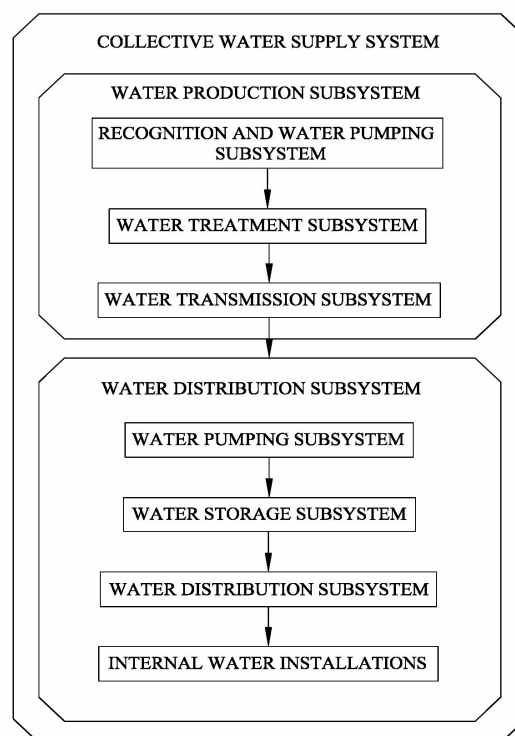 COLLECTIVE WATER SUPPLY SYSTEM
WATER PRODUCTION SUBSYSTEM
RECOGNITION AND WATER PUMPING
SUBSYSTEM
WATER TREATMENT SUBSYSTEM
WATER TRANSMISSION SUBSYSTEM
WATER DISTRIBUTION SUBSYSTEM
WATER PUMPING SUBSYSTEM
WATER STORAGE SUBSYSTEM
WATER DISTRIBUTION SUBSYSTEM
INTERNAL WATER INSTALLATIONS